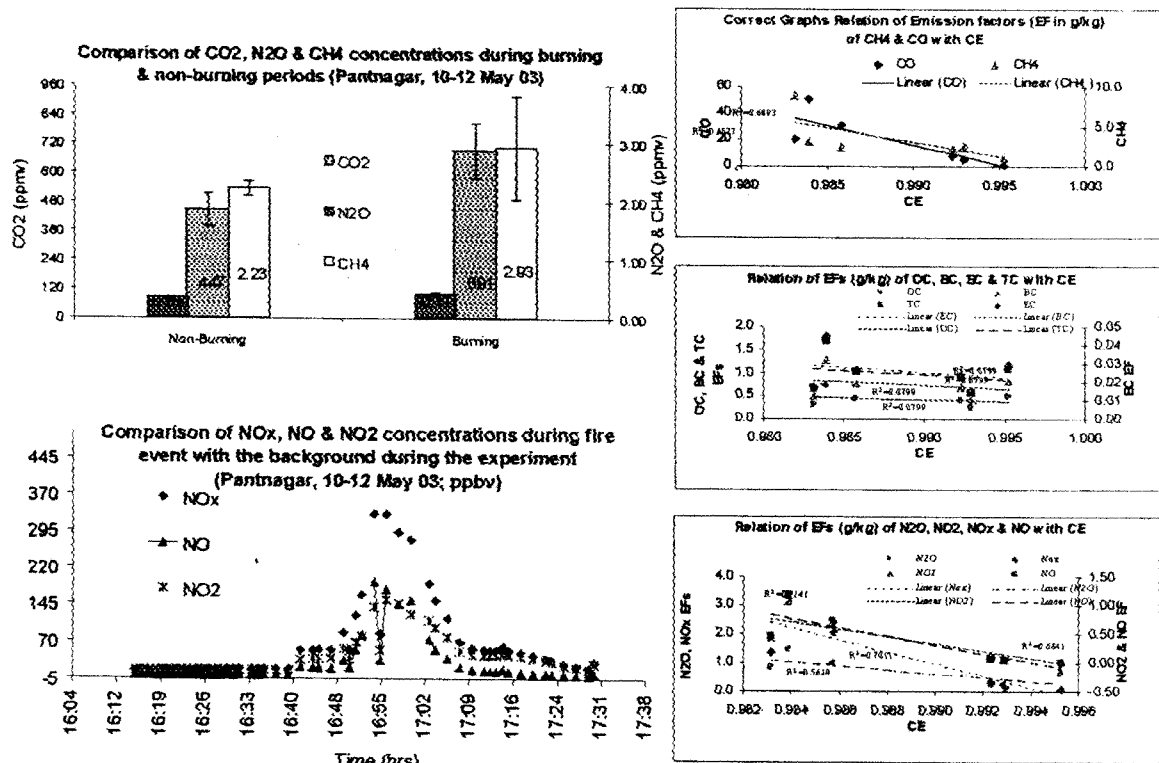 Comparison of CO2, N2O & CH4 concentrations during burning
& non-burning periods (Pantnagar, 10-12 May 03)
960
840
720
600
480
360
240
120
0
CO2 (ppmv)
4.00
3.00
2.00
1.00
0.00
N2O & CH4 (ppmv)
CO2
N2O
CH4
2.23
2.93
Non-Burning
Burning
Comparison of NOx, NO & NO2 concentrations during fire
event with the background during the experiment
(Pantnagar, 10-12 May 03; ppbv)
445
370
295
220
145
70
-5
NOx
NO
NO2
16:04
16:12
16:19
16:26
16:33
16:40
16:48
16:55
17:02
17:09
17:16
17:24
17:31
17:38
Time (hrs)
Correct Graphs Relation of Emission factors (EF in g/kg)
of CH4 & CO with CE
CO
CH4
Linear (CO)
Linear (CH4)
60
40
20
0
CO
10.0
5.0
0.0
CH4
0.980
0.985
0.990
0.995
1.000
CE
Relation of EFs (g/kg) of OC, BC, EC & TC with CE
OC
BC
TC
EC
Linear (EC)
Linear (BC)
Linear (OC)
Linear (TC)
2.0
1.5
1.0
0.5
0.0
OC, BC & TC
EFs
0.05
0.04
0.03
0.02
0.01
0.00
EC EF
R²=0.0799
R²=0.0799
0.980
0.985
0.990
0.995
1.000
CE
Relation of EFs (g/kg) of N2O, NO2, NOx & NO with CE
N2O
Nox
NO2
NO
Linear (Nox)
Linear (N2O)
Linear (NO2)
Linear (NO)
4.0
3.0
2.0
1.0
0.0
N2O, NOx EFs
1.50
1.00
0.50
0.00
-0.50
NO2 & NO EF
0.982
0.984
0.986
0.988
0.990
0.992
0.994
0.996
CE